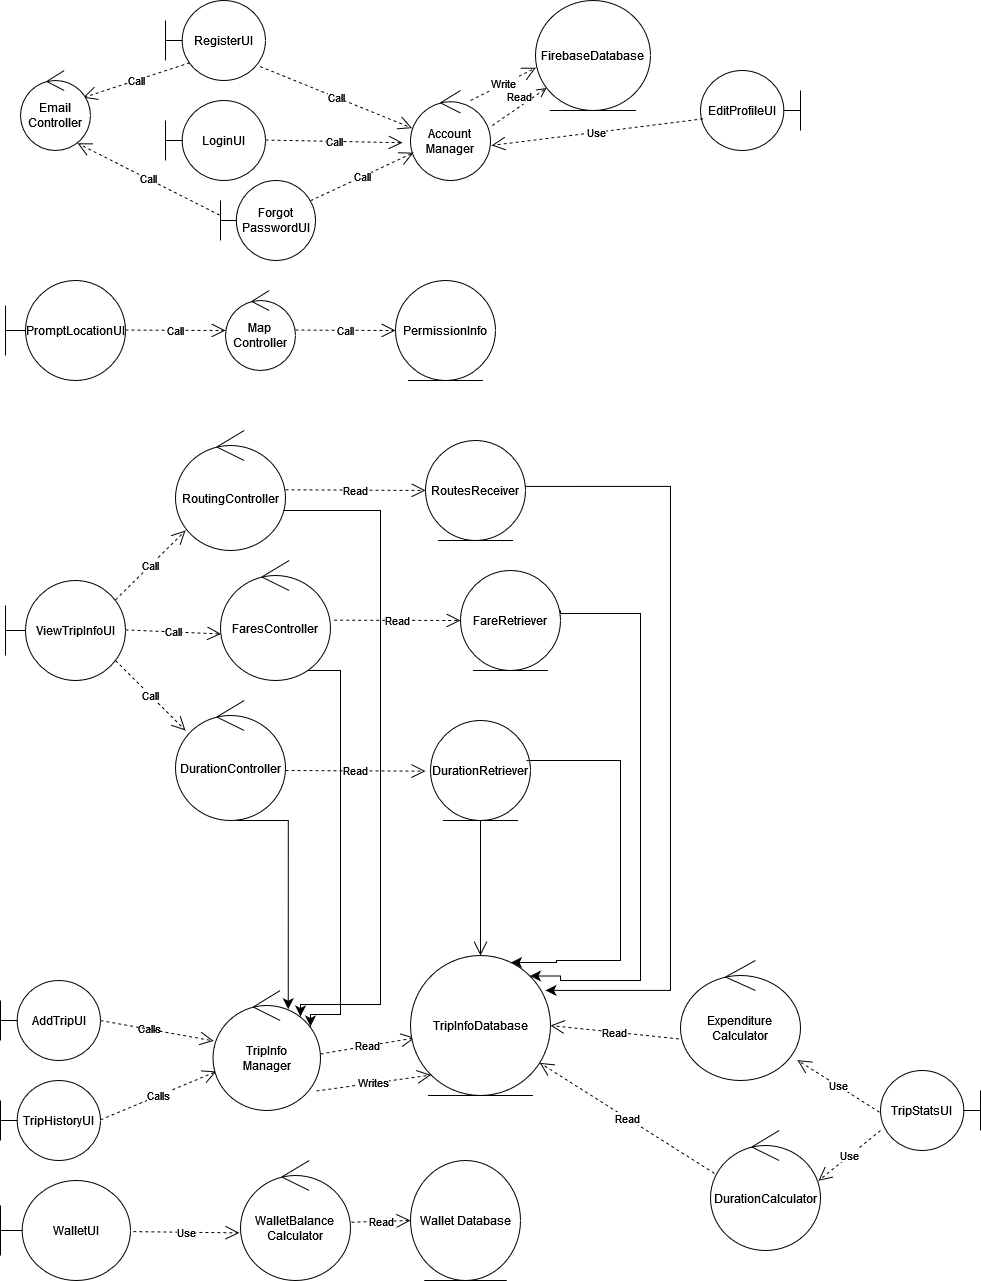 RegisterUI
FirebaseDatabase
Call
Write
Email
Controller
Call
Read
EditProfileUI
LoginUI
Call
Account
Manager
Use
Call
Call
Forgot
PasswordUI
PromptLocationUI
Call
Map
Controller
Call
PermissionInfo
RoutingController
Read
RoutesReceiver
Call
ViewTripInfoUI
Call
FaresController
Read
FareRetriever
Call
DurationController
Read
DurationRetriever
AddTripUI
Calls
TripInfo
Manager
Read
TripInfoDatabase
Read
Expenditure
Calculator
Writes
TripHistoryUI
Calls
Read
Use
TripStatsUI
Use
DurationCalculator
WalletUI
Use
WalletBalance
Calculator
Read
Wallet Database